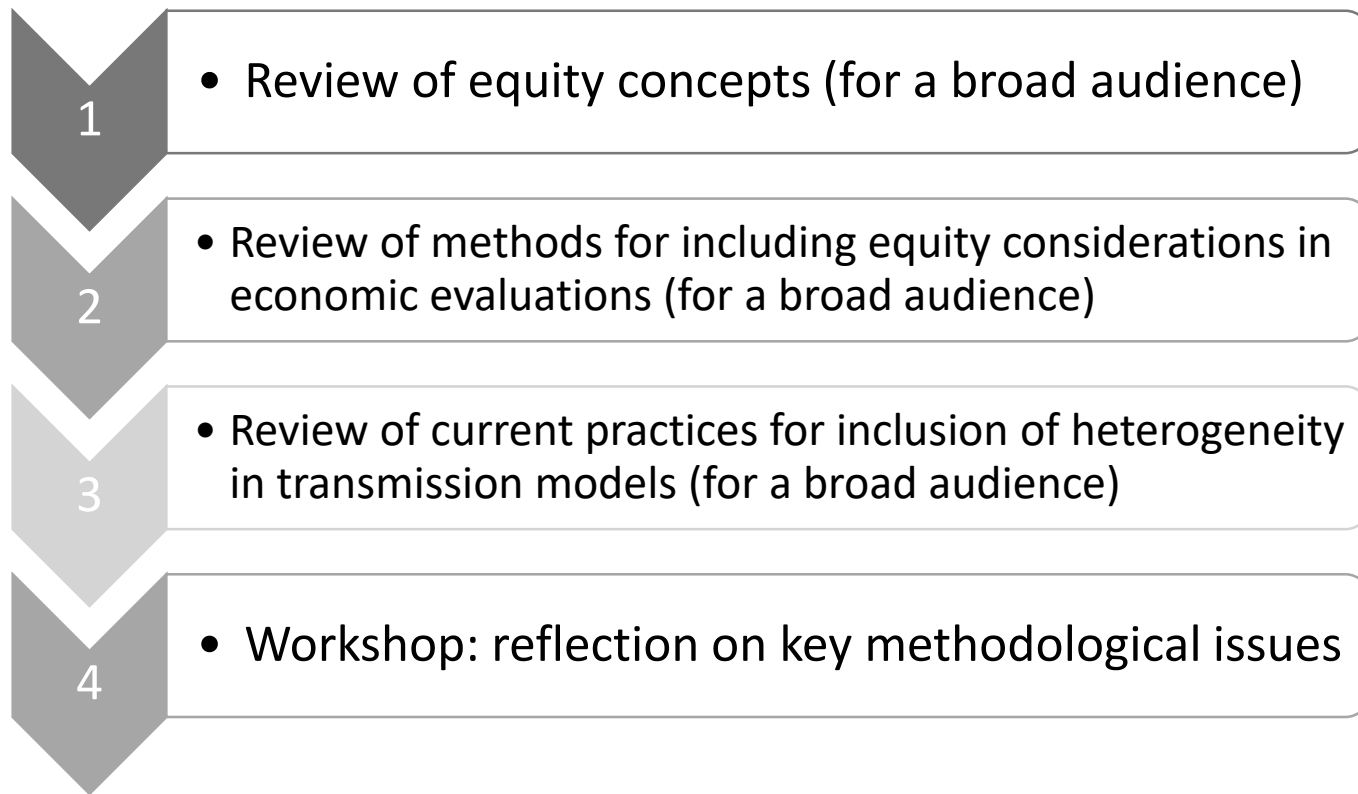 1
• Review of equity concepts (for a broad audience)
2
• Review of methods for including equity considerations in
economic evaluations (for a broad audience)
3
• Review of current practices for inclusion of heterogeneity
in transmission models (for a broad audience)
4
• Workshop: reflection on key methodological issues